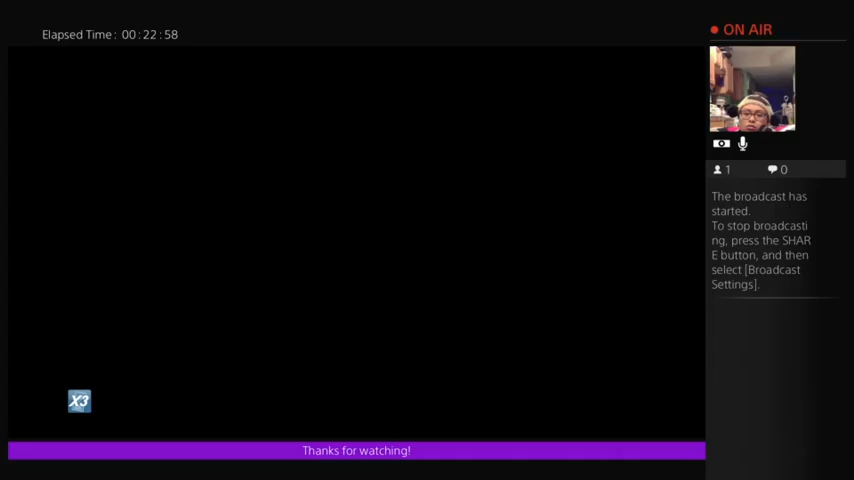 Elapsed Time: 00:22:58
ON AIR
1
0
The broadcast has
started.
To stop broadcasti
ng, press the SHAR
E button, and then
select [Broadcast
Settings].
X3
Thanks for watching!